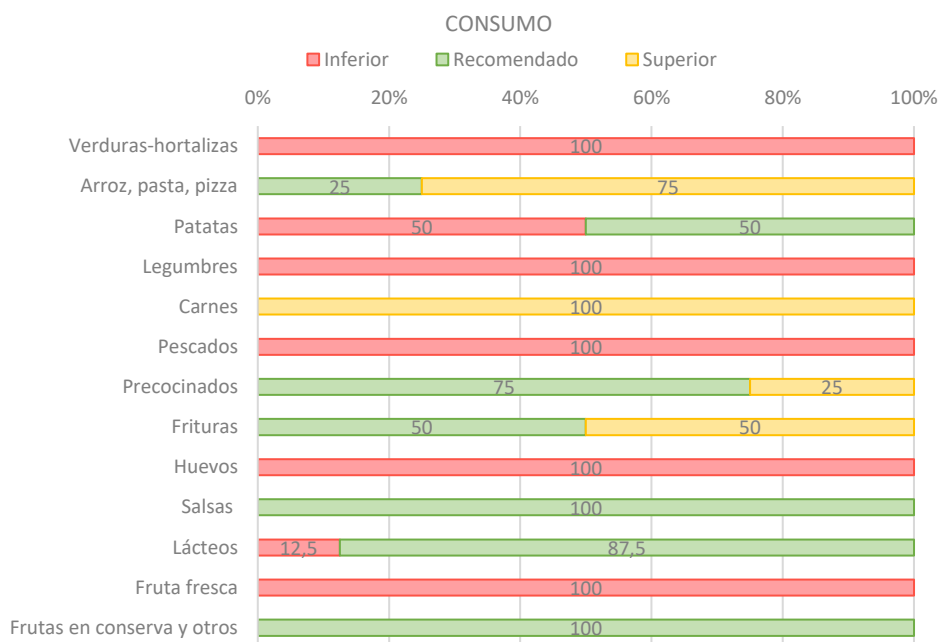 CONSUMO
Inferior Recomendado Superior
0% 20% 40% 60% 80% 100%
Verduras-hortalizas 100
Arroz, pasta, pizza 25 75
Patatas 50 50
Legumbres 100
Carnes 100
Pescados 100
Precocinados 75 25
Frituras 50 50
Huevos 100
Salsas 100
Lácteos 12,5 87,5
Fruta fresca 100
Frutas en conserva y otros 100